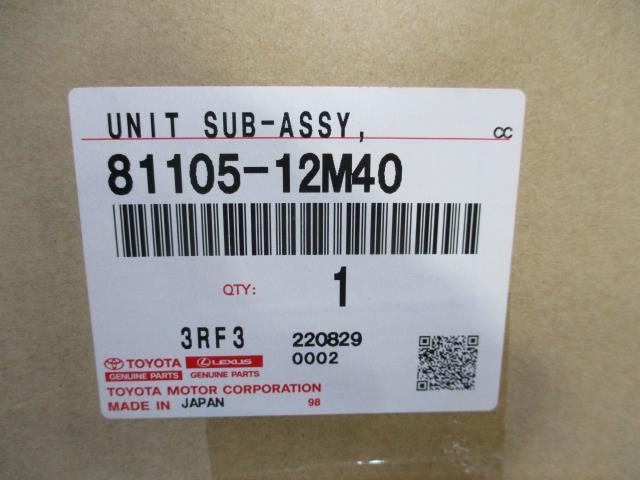 UNIT SUB-ASSY,
CC
81105-12M40
QTY: 1
3RF3 220829
0002
TOYOTA LEXUS
GENUINE PARTS GENUINE PARTS
TOYOTA MOTOR CORPORATION
MADE IN JAPAN 98